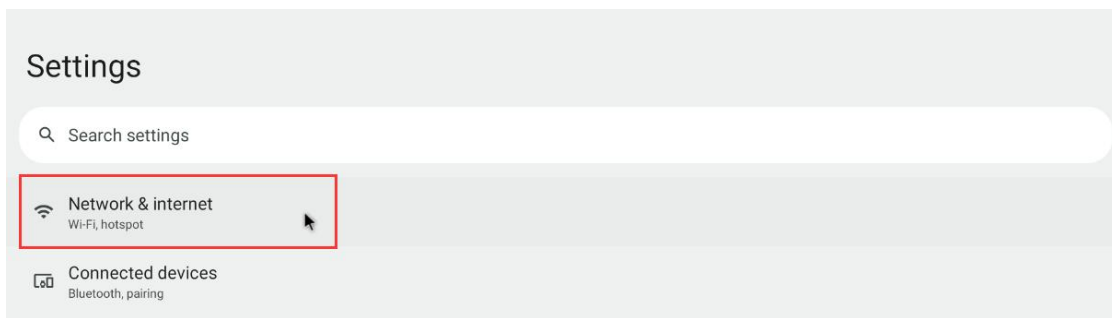 Settings
Search settings
Network & internet
Wi-Fi, hotspot
Connected devices
Bluetooth, pairing